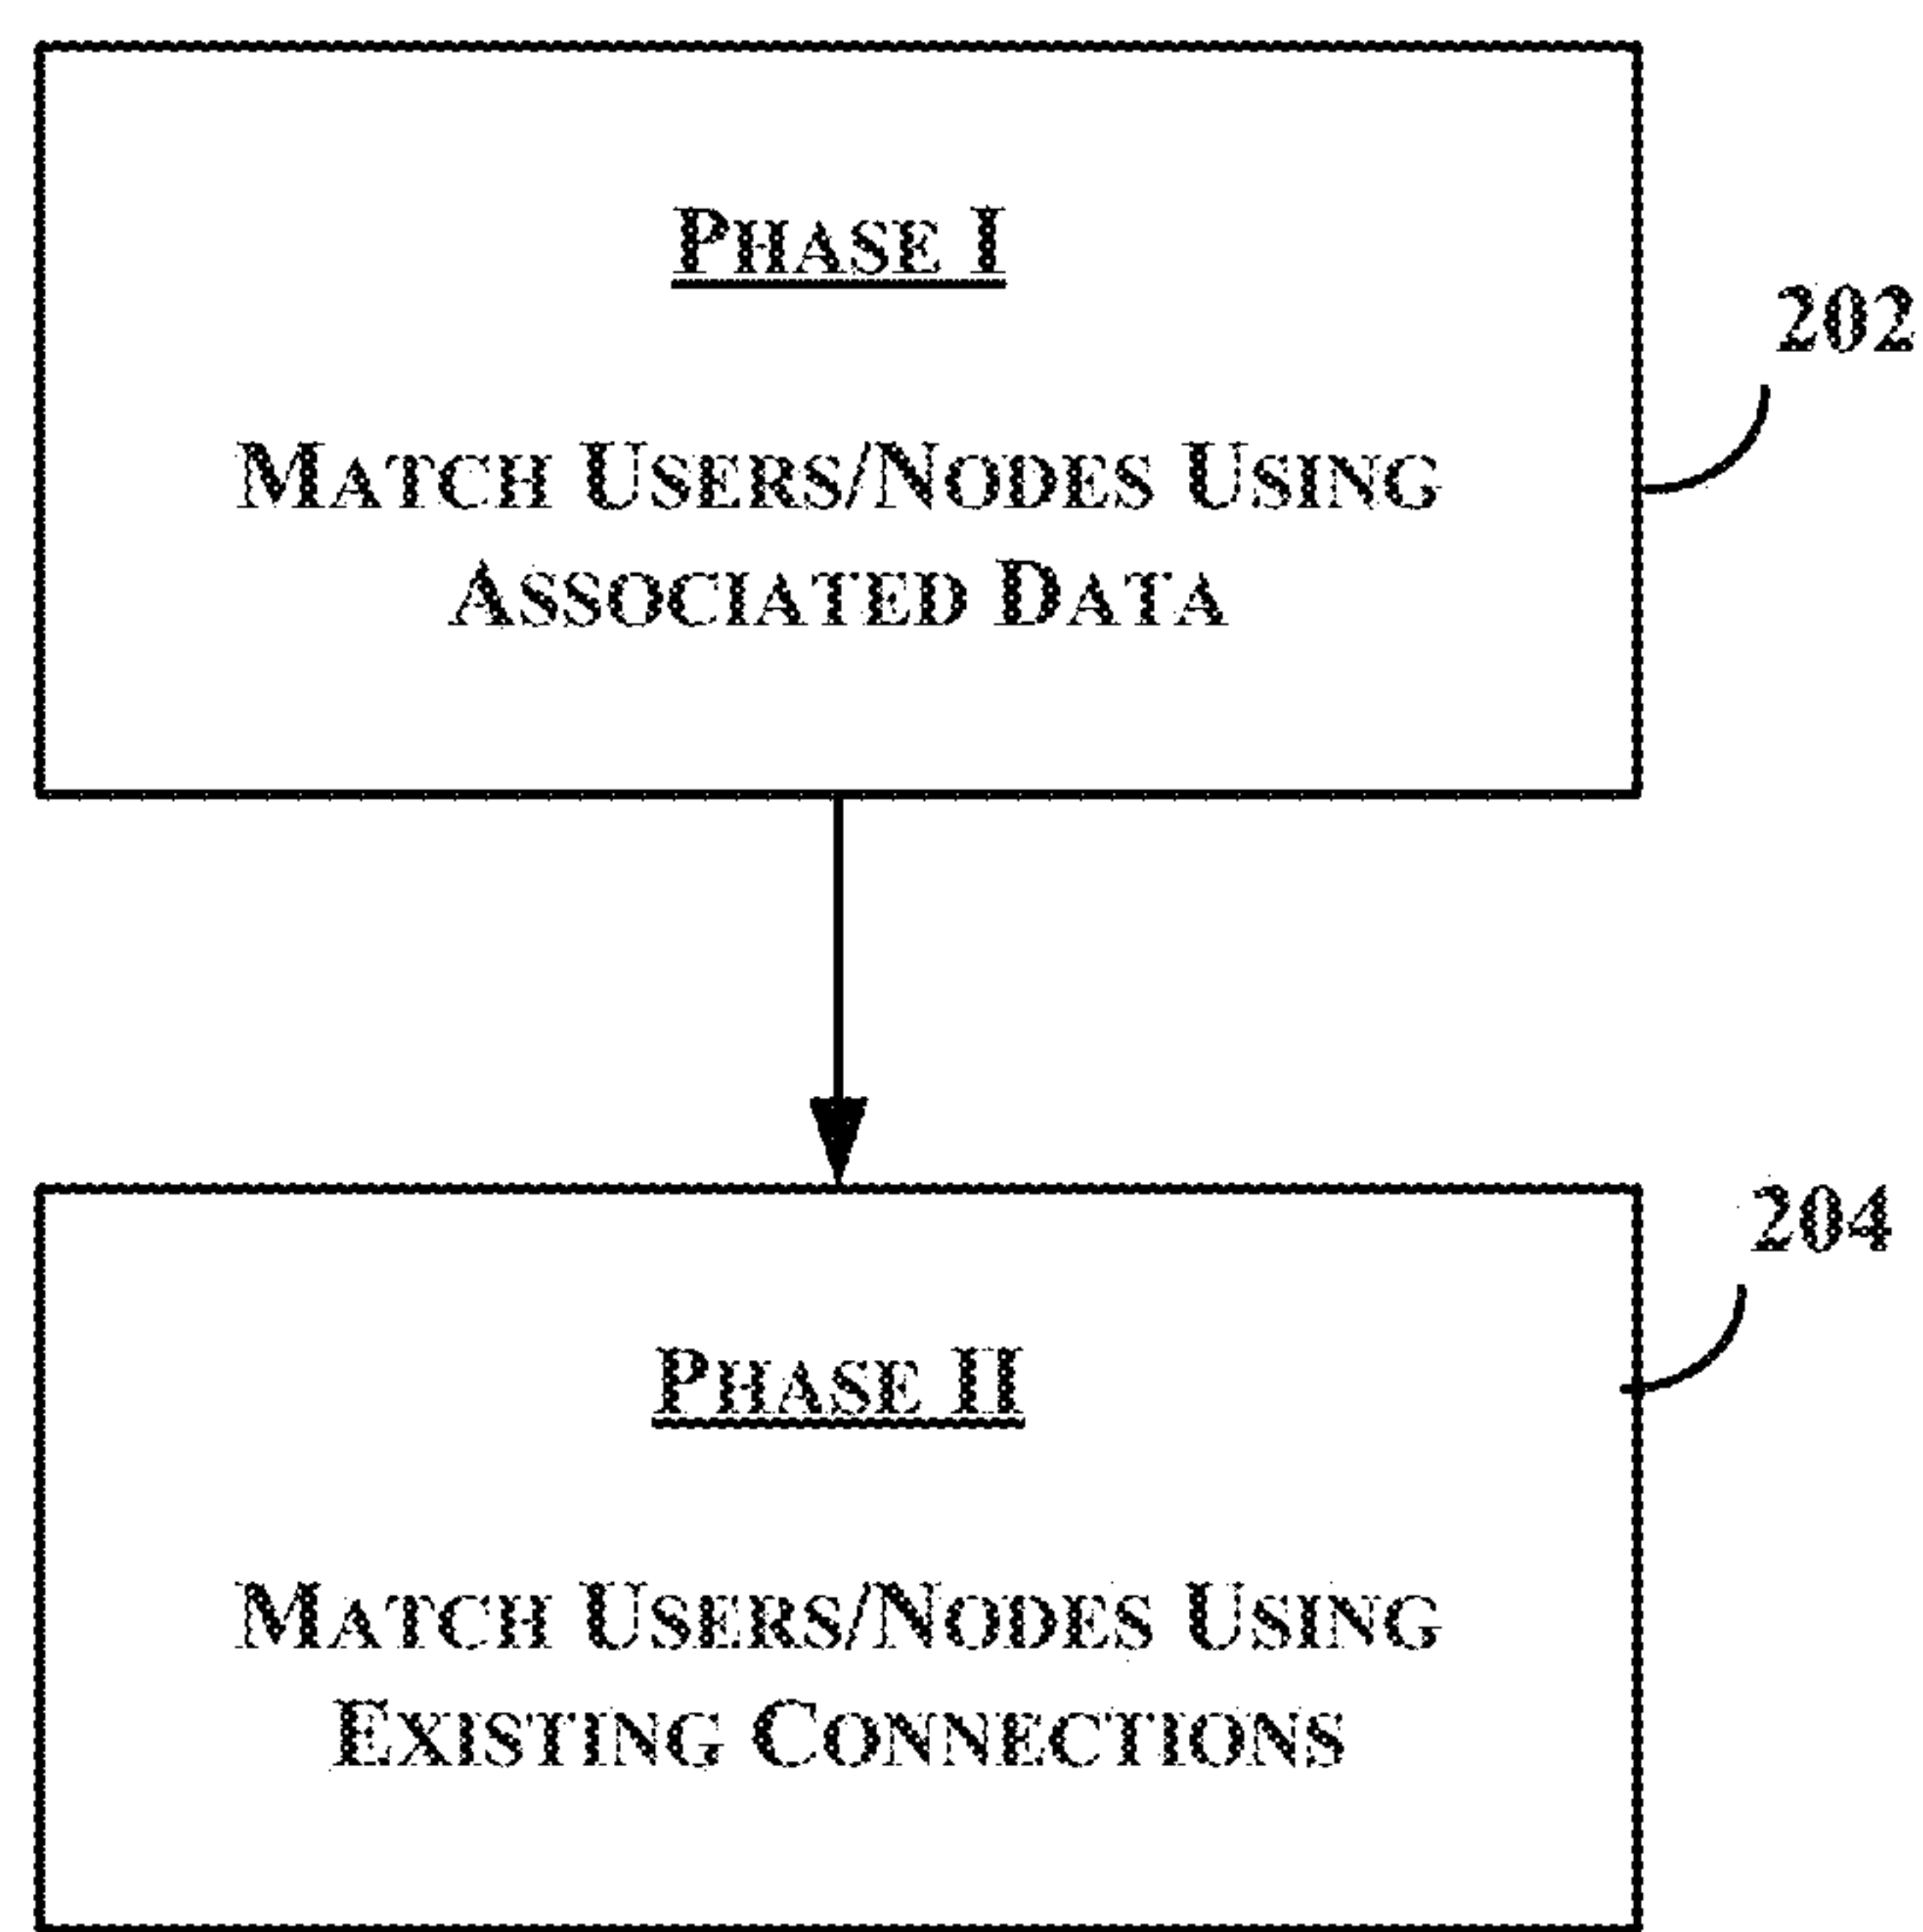 PHASE I
202
MATCH USERS/NODES USING
ASSOCIATED DATA
204
PHASE II
MATCH USERS/NODES USING
EXISTING CONNECTIONS